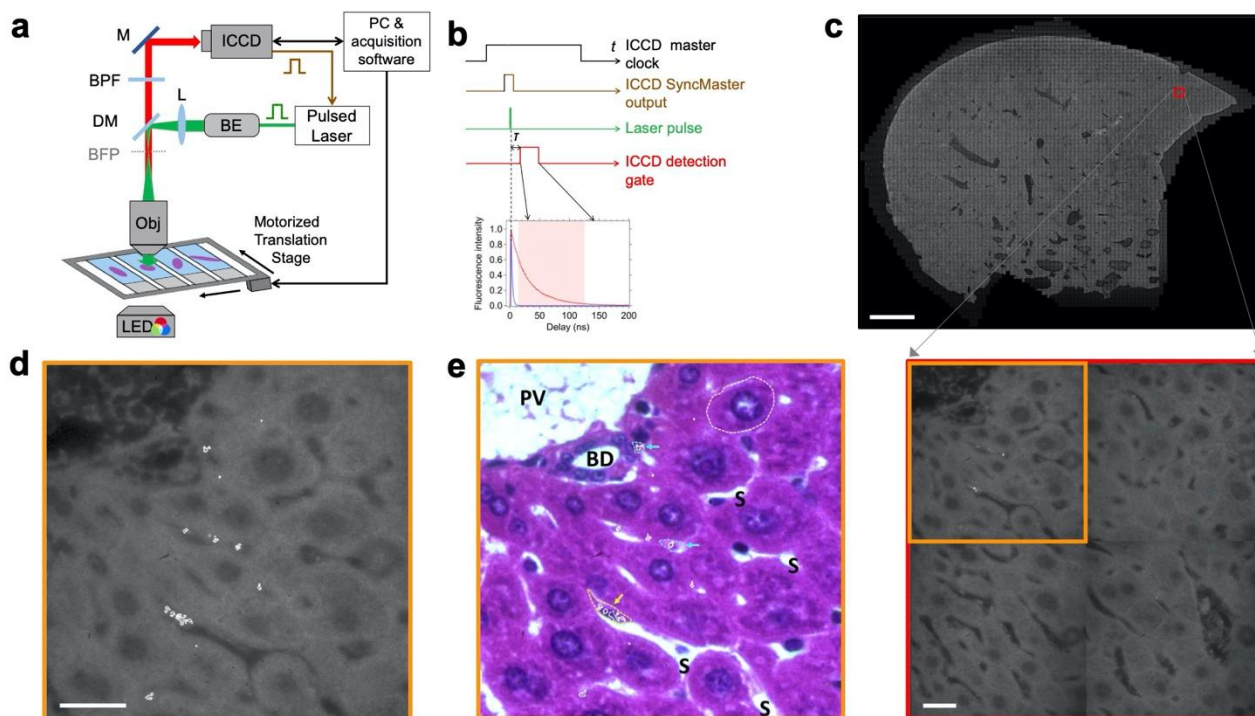 a
M
ICCD
PC &
acquisition
software
BPF
L
DM
BE
Pulsed
Laser
BFP
Obj
Motorized
Translation
Stage
LED
b
t ICCD master
clock
ICCD SyncMaster
output
Laser pulse
τ
ICCD detection
gate
Fluorescence intensity
1.0
0.8
0.6
0.4
0.2
0.0
0 50 100 150 200
Delay (ns)
c
d
e
PV
BD
S
S
S
S